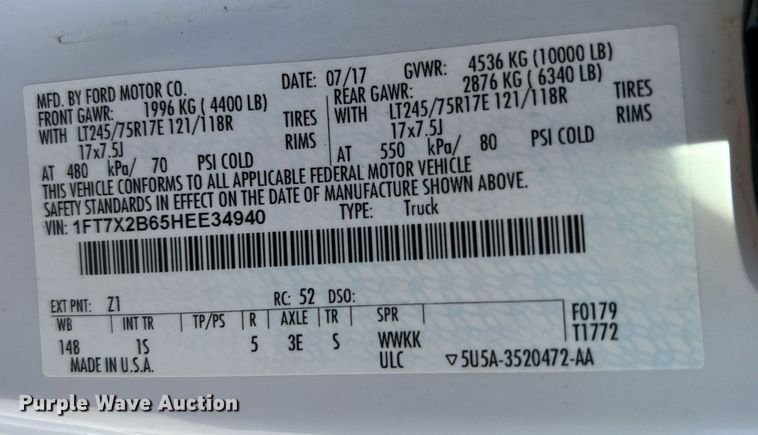 MFD. BY FORD MOTOR CO.
DATE: 07/17
GVWR: 4536 KG (10000 LB)
FRONT GAWR: 1996 KG ( 4400 LB)
REAR GAWR: 2876 KG ( 6340 LB)
WITH LT245/75R17E 121/118R TIRES
WITH LT245/75R17E 121/118R TIRES
17x7.5J RIMS
17x7.5J RIMS
AT 480 kPa/ 70 PSI COLD
AT 550 kPa/ 80 PSI COLD
THIS VEHICLE CONFORMS TO ALL APPLICABLE FEDERAL MOTOR VEHICLE
SAFETY STANDARDS IN EFFECT ON THE DATE OF MANUFACTURE SHOWN ABOVE.
VIN: 1FT7X2B65HEE34940
TYPE: Truck
EXT PNT: Z1 RC: 52 DSO:
WB INT TR TP/PS R AXLE TR SPR
F0179
T1772
148 1S 5 3E S WWKK
MADE IN U.S.A.
ULC
▽5U5A-3520472-AA
Purple Wave Auction